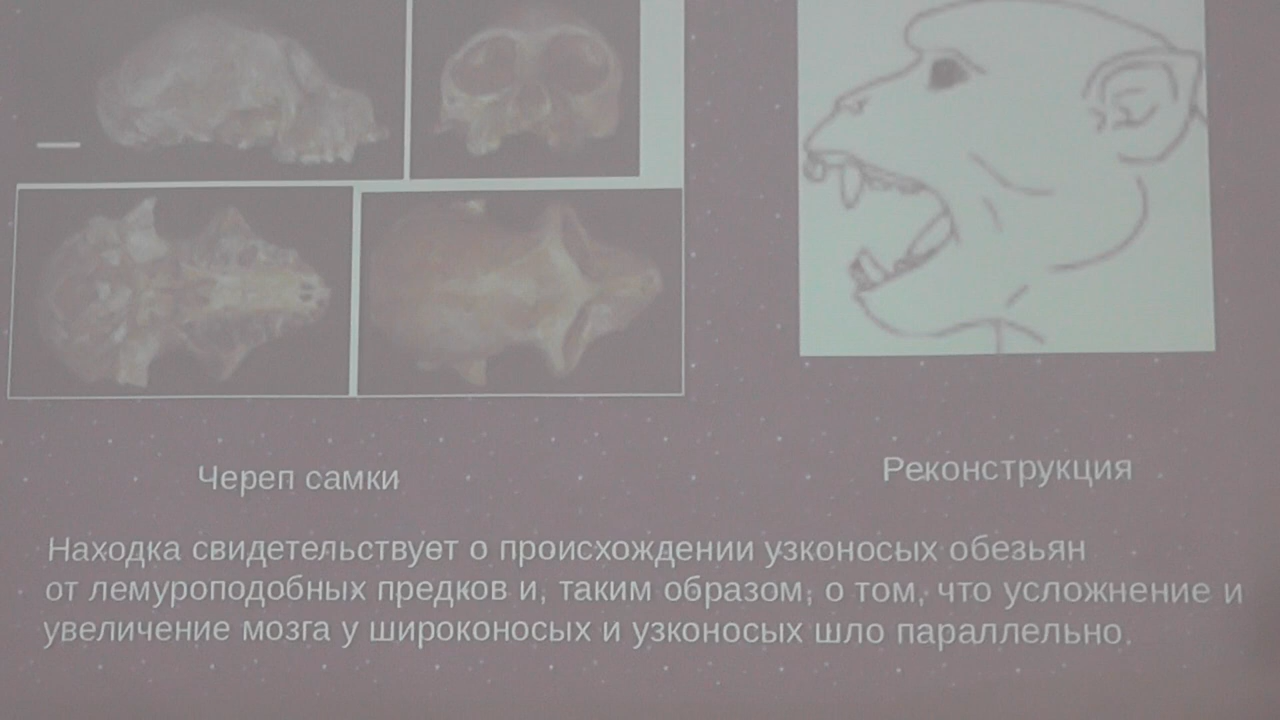 Череп самки
Реконструкция
Находка свидетельствует о происхождении узконосых обезьян
от лемуроподобных предков и, таким образом, о том, что усложнение и
увеличение мозга у широконосых и узконосых шло параллельно.